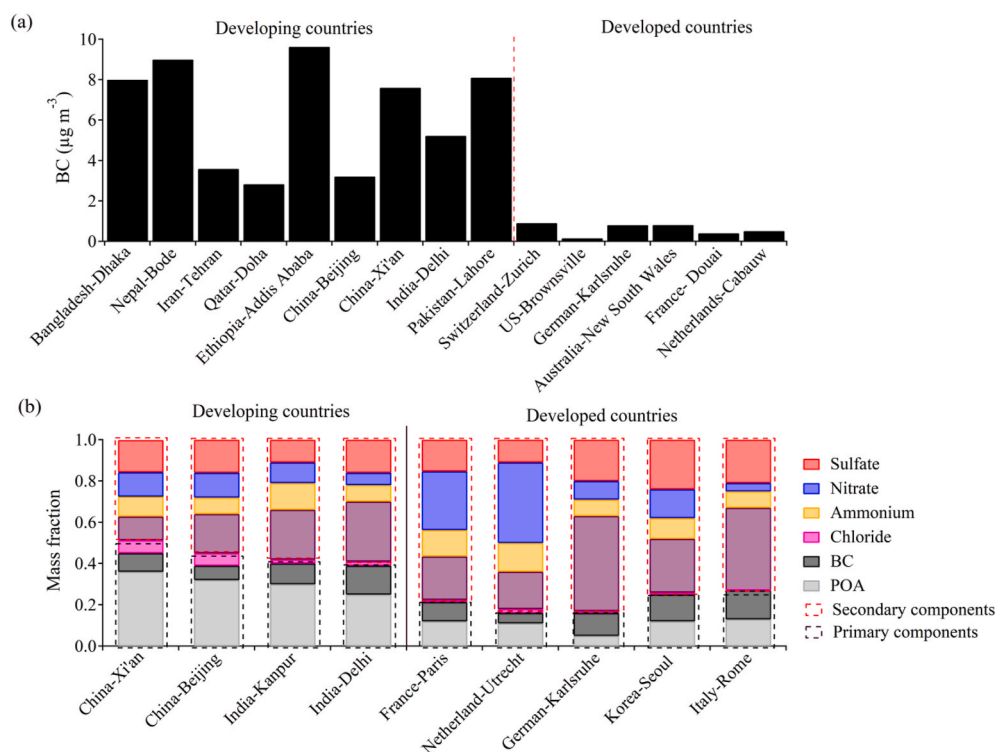 (a)
Developing countries
Developed countries
10
8
6
4
2
0
BC (µg m⁻³)
Bangladesh-Dhaka
Nepal-Bode
Iran-Tehran
Qatar-Doha
Ethiopia-Addis Ababa
China-Beijing
China-Xi'an
India-Delhi
Pakistan-Lahore
Switzerland-Zurich
US-Brownsville
German-Karlsruhe
Australia-New South Wales
France- Douai
Netherlands-Cabauw
(b)
Developing countries
Developed countries
1.0
0.8
0.6
0.4
0.2
0.0
Mass fraction
China-Xi'an
China-Beijing
India-Kanpur
India-Delhi
France-Paris
Netherland-Utrecht
German-Karlsruhe
Korea-Seoul
Italy-Rome
Sulfate
Nitrate
Ammonium
Chloride
BC
POA
Secondary components
Primary components